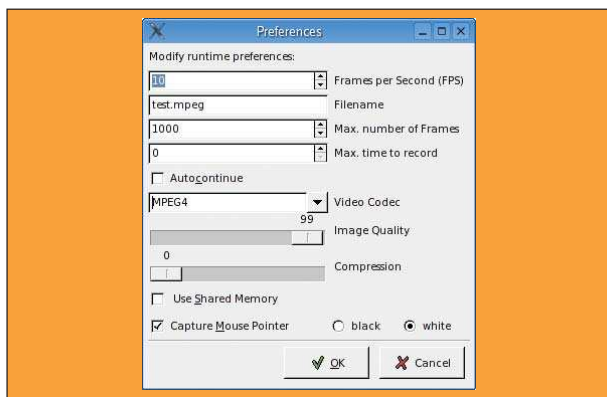 Preferences
Modify runtime preferences:
10 Frames per Second (FPS)
test.mpeg Filename
1000 Max. number of Frames
0 Max. time to record
Autocontinue
MPEG4 Video Codec
99
Image Quality
0
Compression
Use Shared Memory
Capture Mouse Pointer black white
OK Cancel